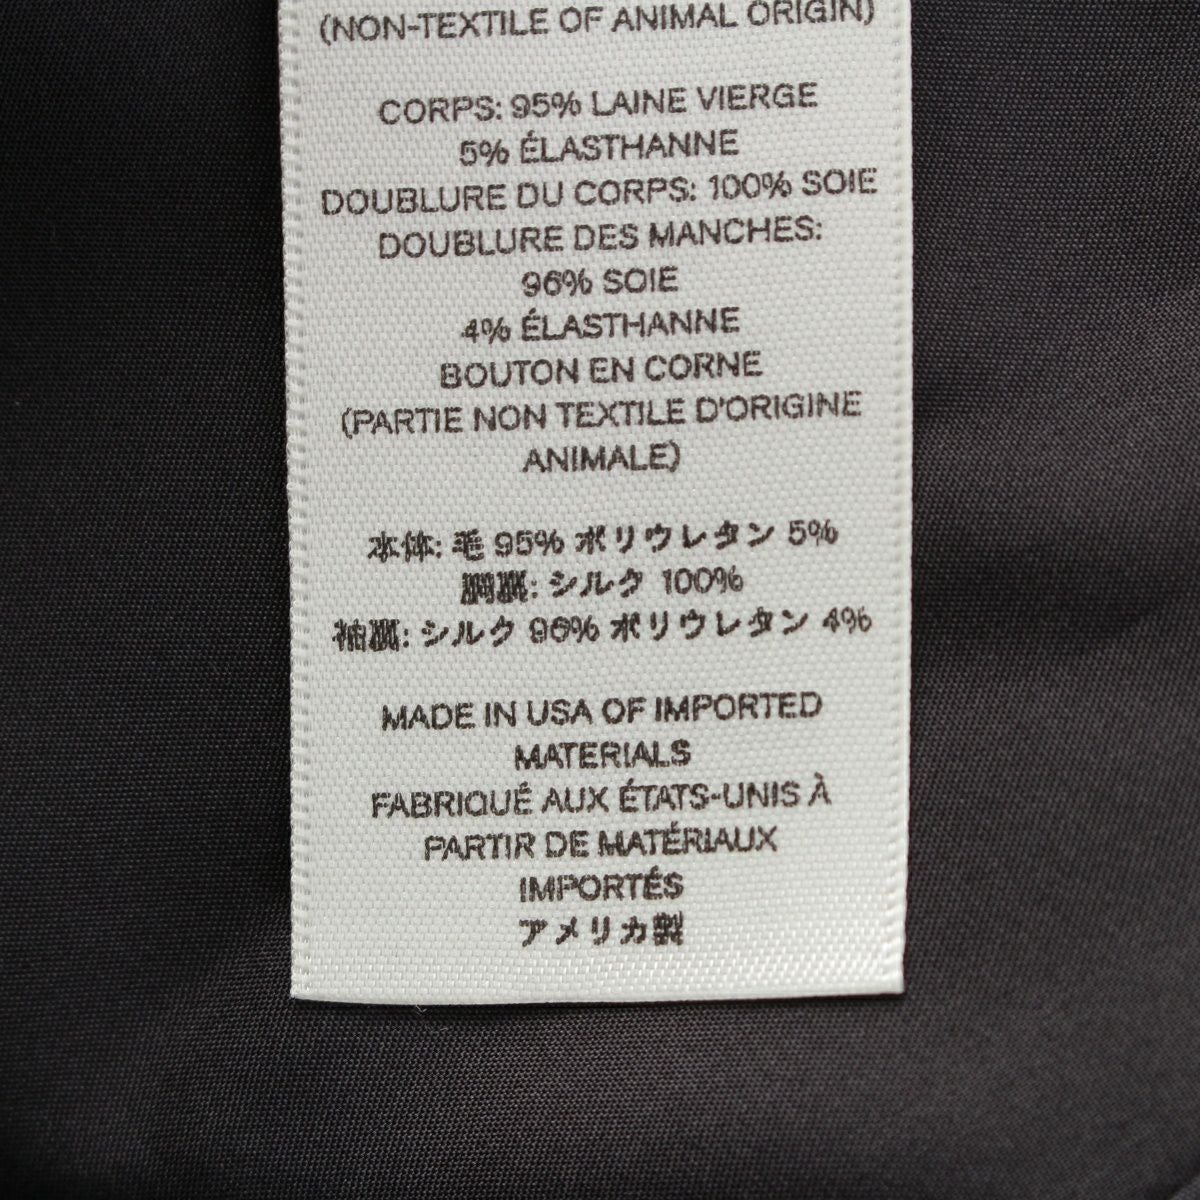 (NON-TEXTILE OF ANIMAL ORIGIN)
CORPS: 95% LAINE VIERGE
5% ÉLASTHANNE
DOUBLURE DU CORPS: 100% SOIE
DOUBLURE DES MANCHES:
96% SOIE
4% ÉLASTHANNE
BOUTON EN CORNE
(PARTIE NON TEXTILE D'ORIGINE
ANIMALE)
本体: 毛 95% ポリウレタン 5%
胴裏: シルク 100%
袖裏: シルク 96% ポリウレタン 4%
MADE IN USA OF IMPORTED
MATERIALS
FABRIQUÉ AUX ÉTATS-UNIS À
PARTIR DE MATÉRIAUX
IMPORTÉS
アメリカ製